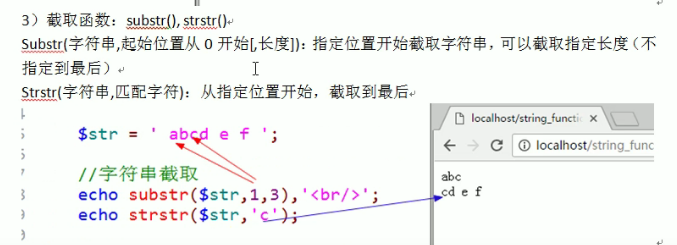 3）截取函数：substr(), strstr()
Substr(字符串,起始位置从 0 开始[,长度])：指定位置开始截取字符串，可以截取指定长度（不
指定到最后）
Strstr(字符串,匹配字符)：从指定位置开始，截取到最后
$str = ' abcd e f ';
//字符串截取
echo substr($str,1,3),'<br/>';
echo strstr($str,'c');
localhost/string_functi
localhost/string_func
abc
cd e f